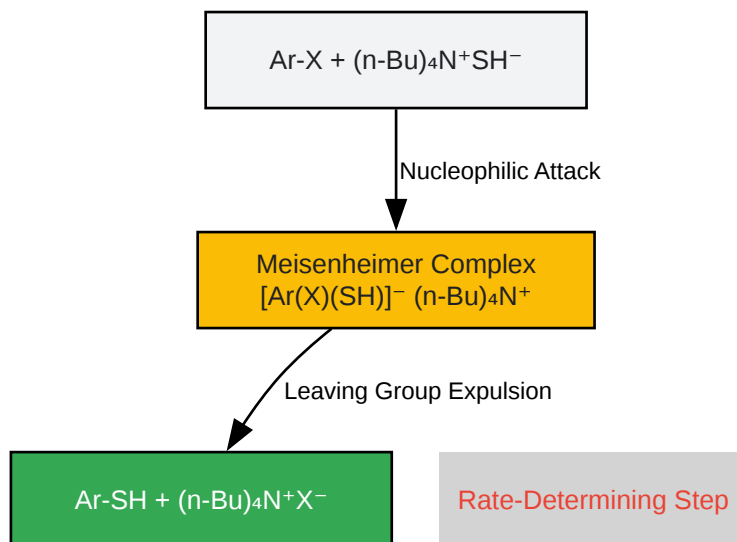 Ar-X + (n-Bu)₄N⁺SH⁻
Nucleophilic Attack
Meisenheimer Complex
[Ar(X)(SH)]⁻ (n-Bu)₄N⁺
Leaving Group Expulsion
Ar-SH + (n-Bu)₄N⁺X⁻
Rate-Determining Step